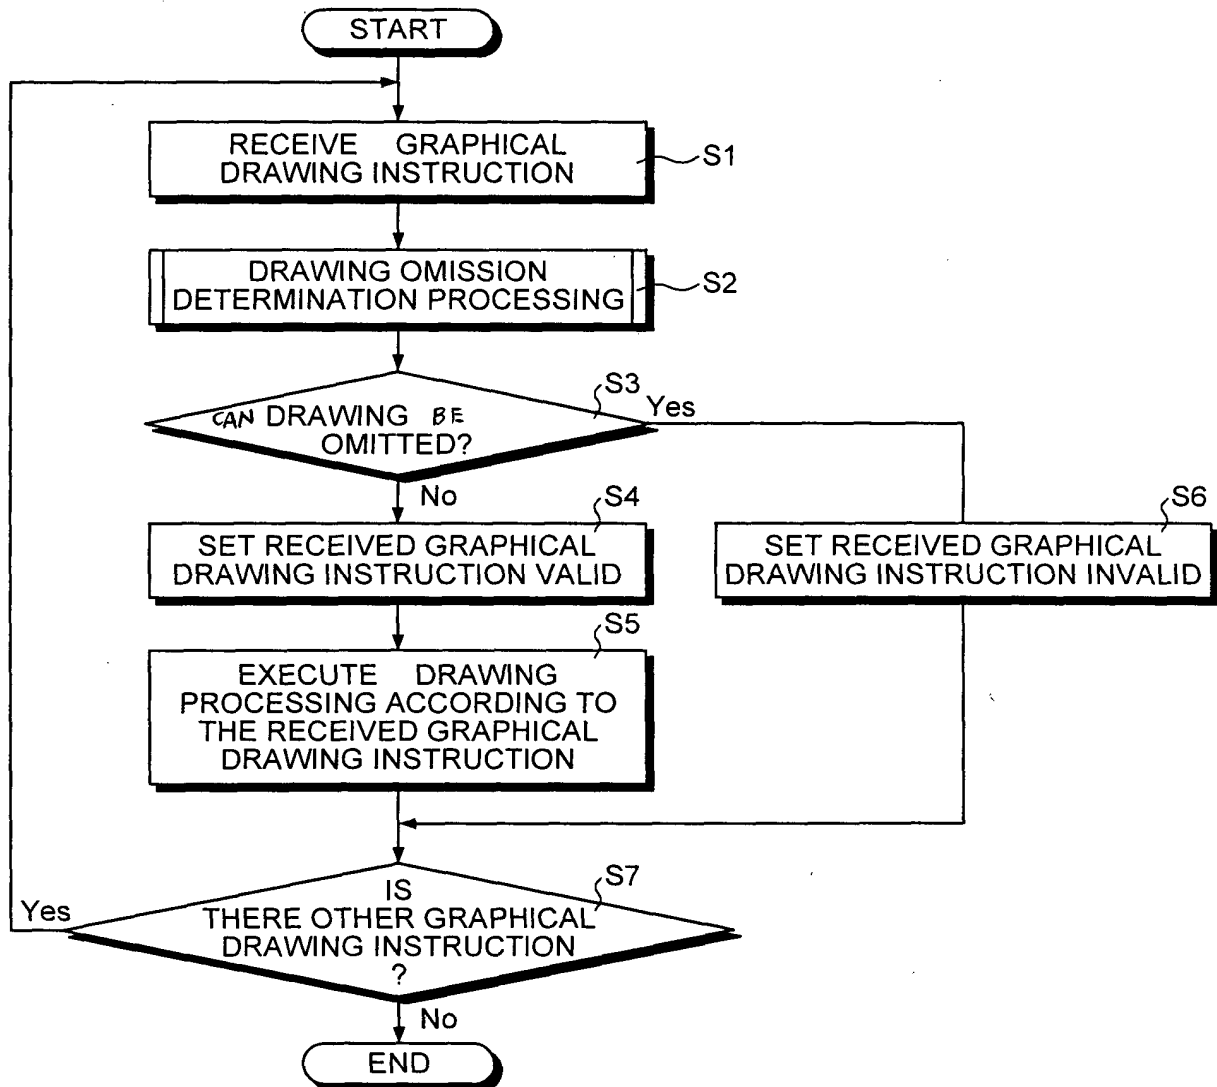 START
RECEIVE GRAPHICAL
DRAWING INSTRUCTION
S1
DRAWING OMISSION
DETERMINATION PROCESSING
S2
S3
CAN DRAWING BE
OMITTED?
Yes
No
S4
SET RECEIVED GRAPHICAL
DRAWING INSTRUCTION VALID
S6
SET RECEIVED GRAPHICAL
DRAWING INSTRUCTION INVALID
S5
EXECUTE DRAWING
PROCESSING ACCORDING TO
THE RECEIVED GRAPHICAL
DRAWING INSTRUCTION
S7
IS
THERE OTHER GRAPHICAL
DRAWING INSTRUCTION
?
Yes
No
END